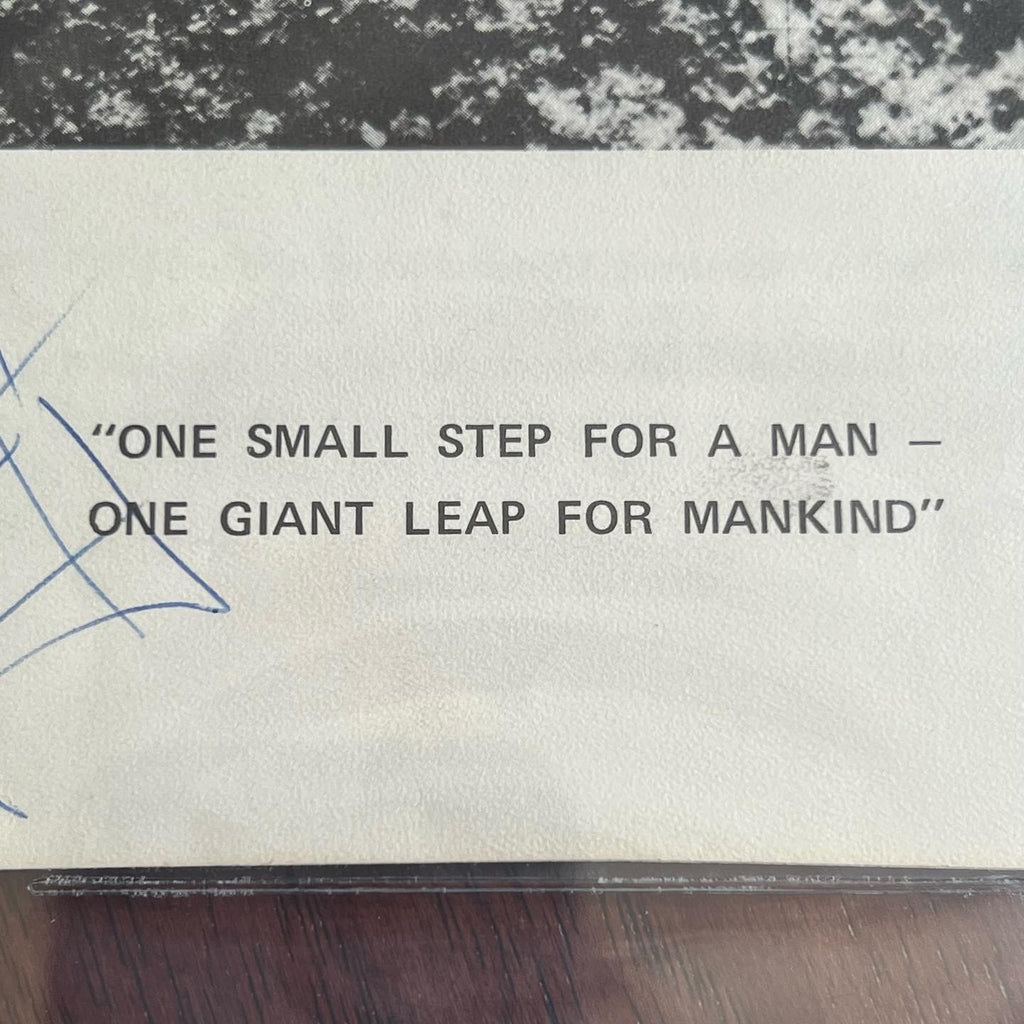 “ONE SMALL STEP FOR A MAN —
ONE GIANT LEAP FOR MANKIND”